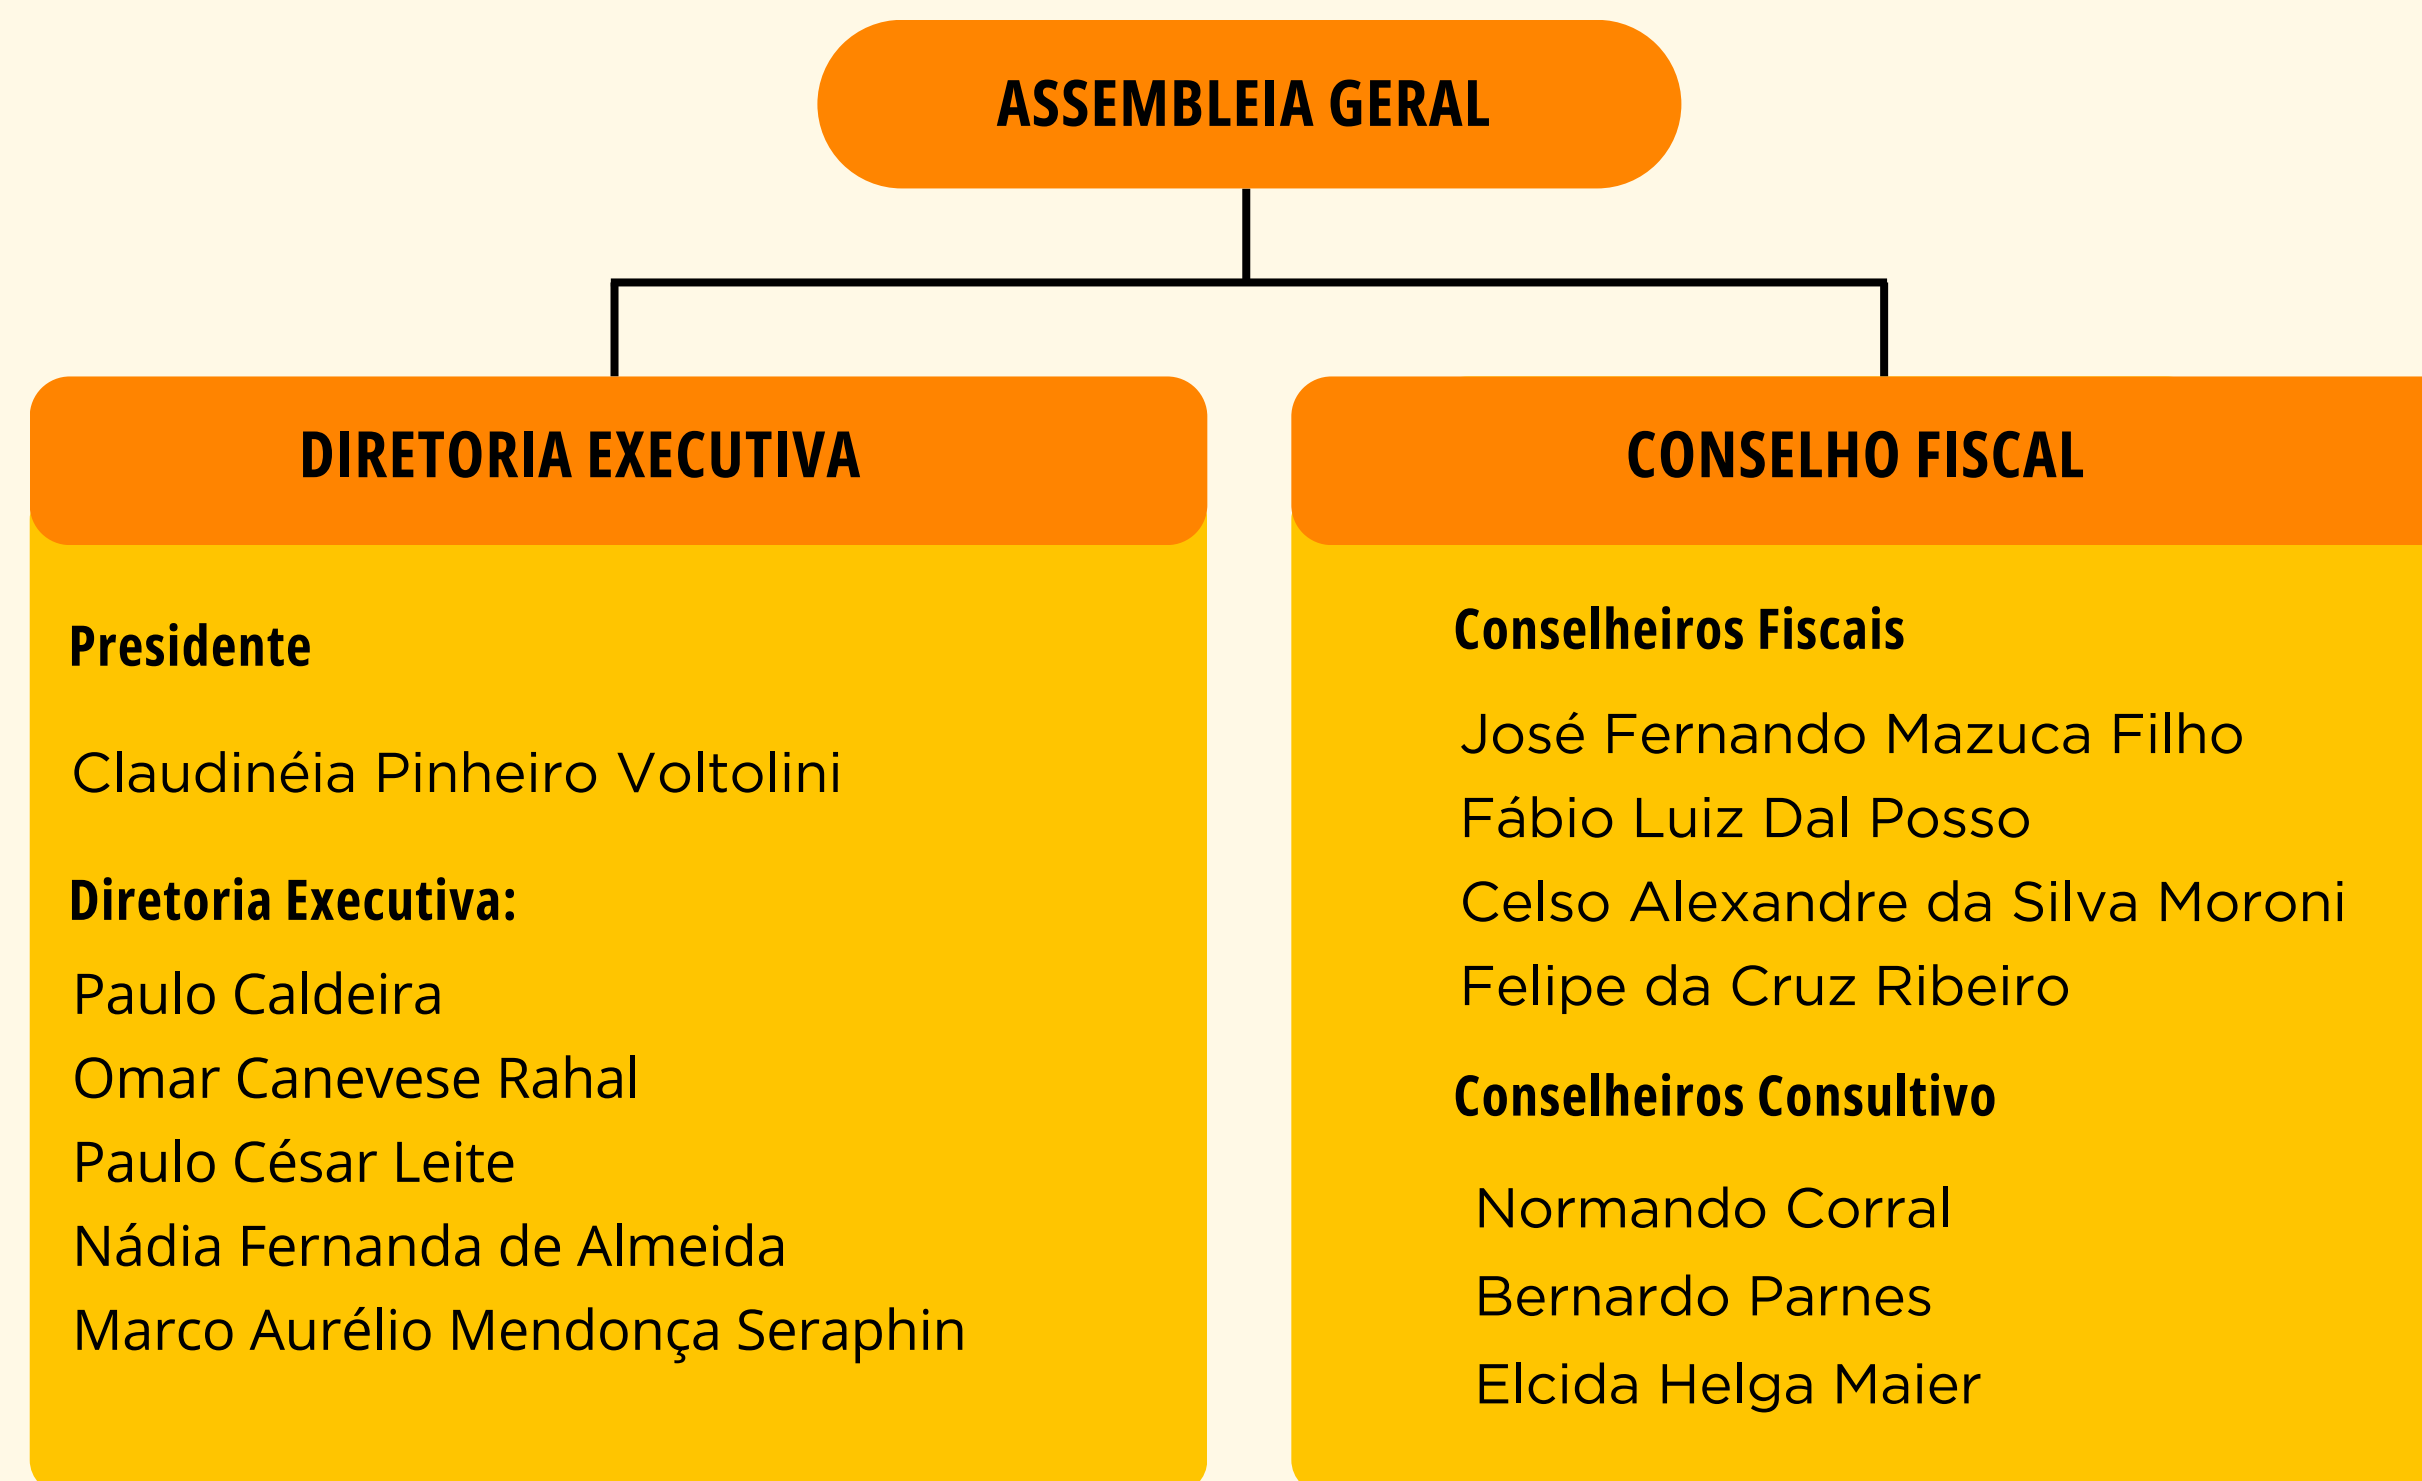 ASSEMBLEIA GERAL
DIRETORIA EXECUTIVA
Presidente
Claudinéia Pinheiro Voltolini
Diretoria Executiva:
Paulo Caldeira
Omar Canevese Rahal
Paulo César Leite
Nádia Fernanda de Almeida
Marco Aurélio Mendonça Seraphin
CONSELHO FISCAL
Conselheiros Fiscais
José Fernando Mazuca Filho
Fábio Luiz Dal Posso
Celso Alexandre da Silva Moroni
Felipe da Cruz Ribeiro
Conselheiros Consultivo
Normando Corral
Bernardo Parnes
Elcida Helga Maier